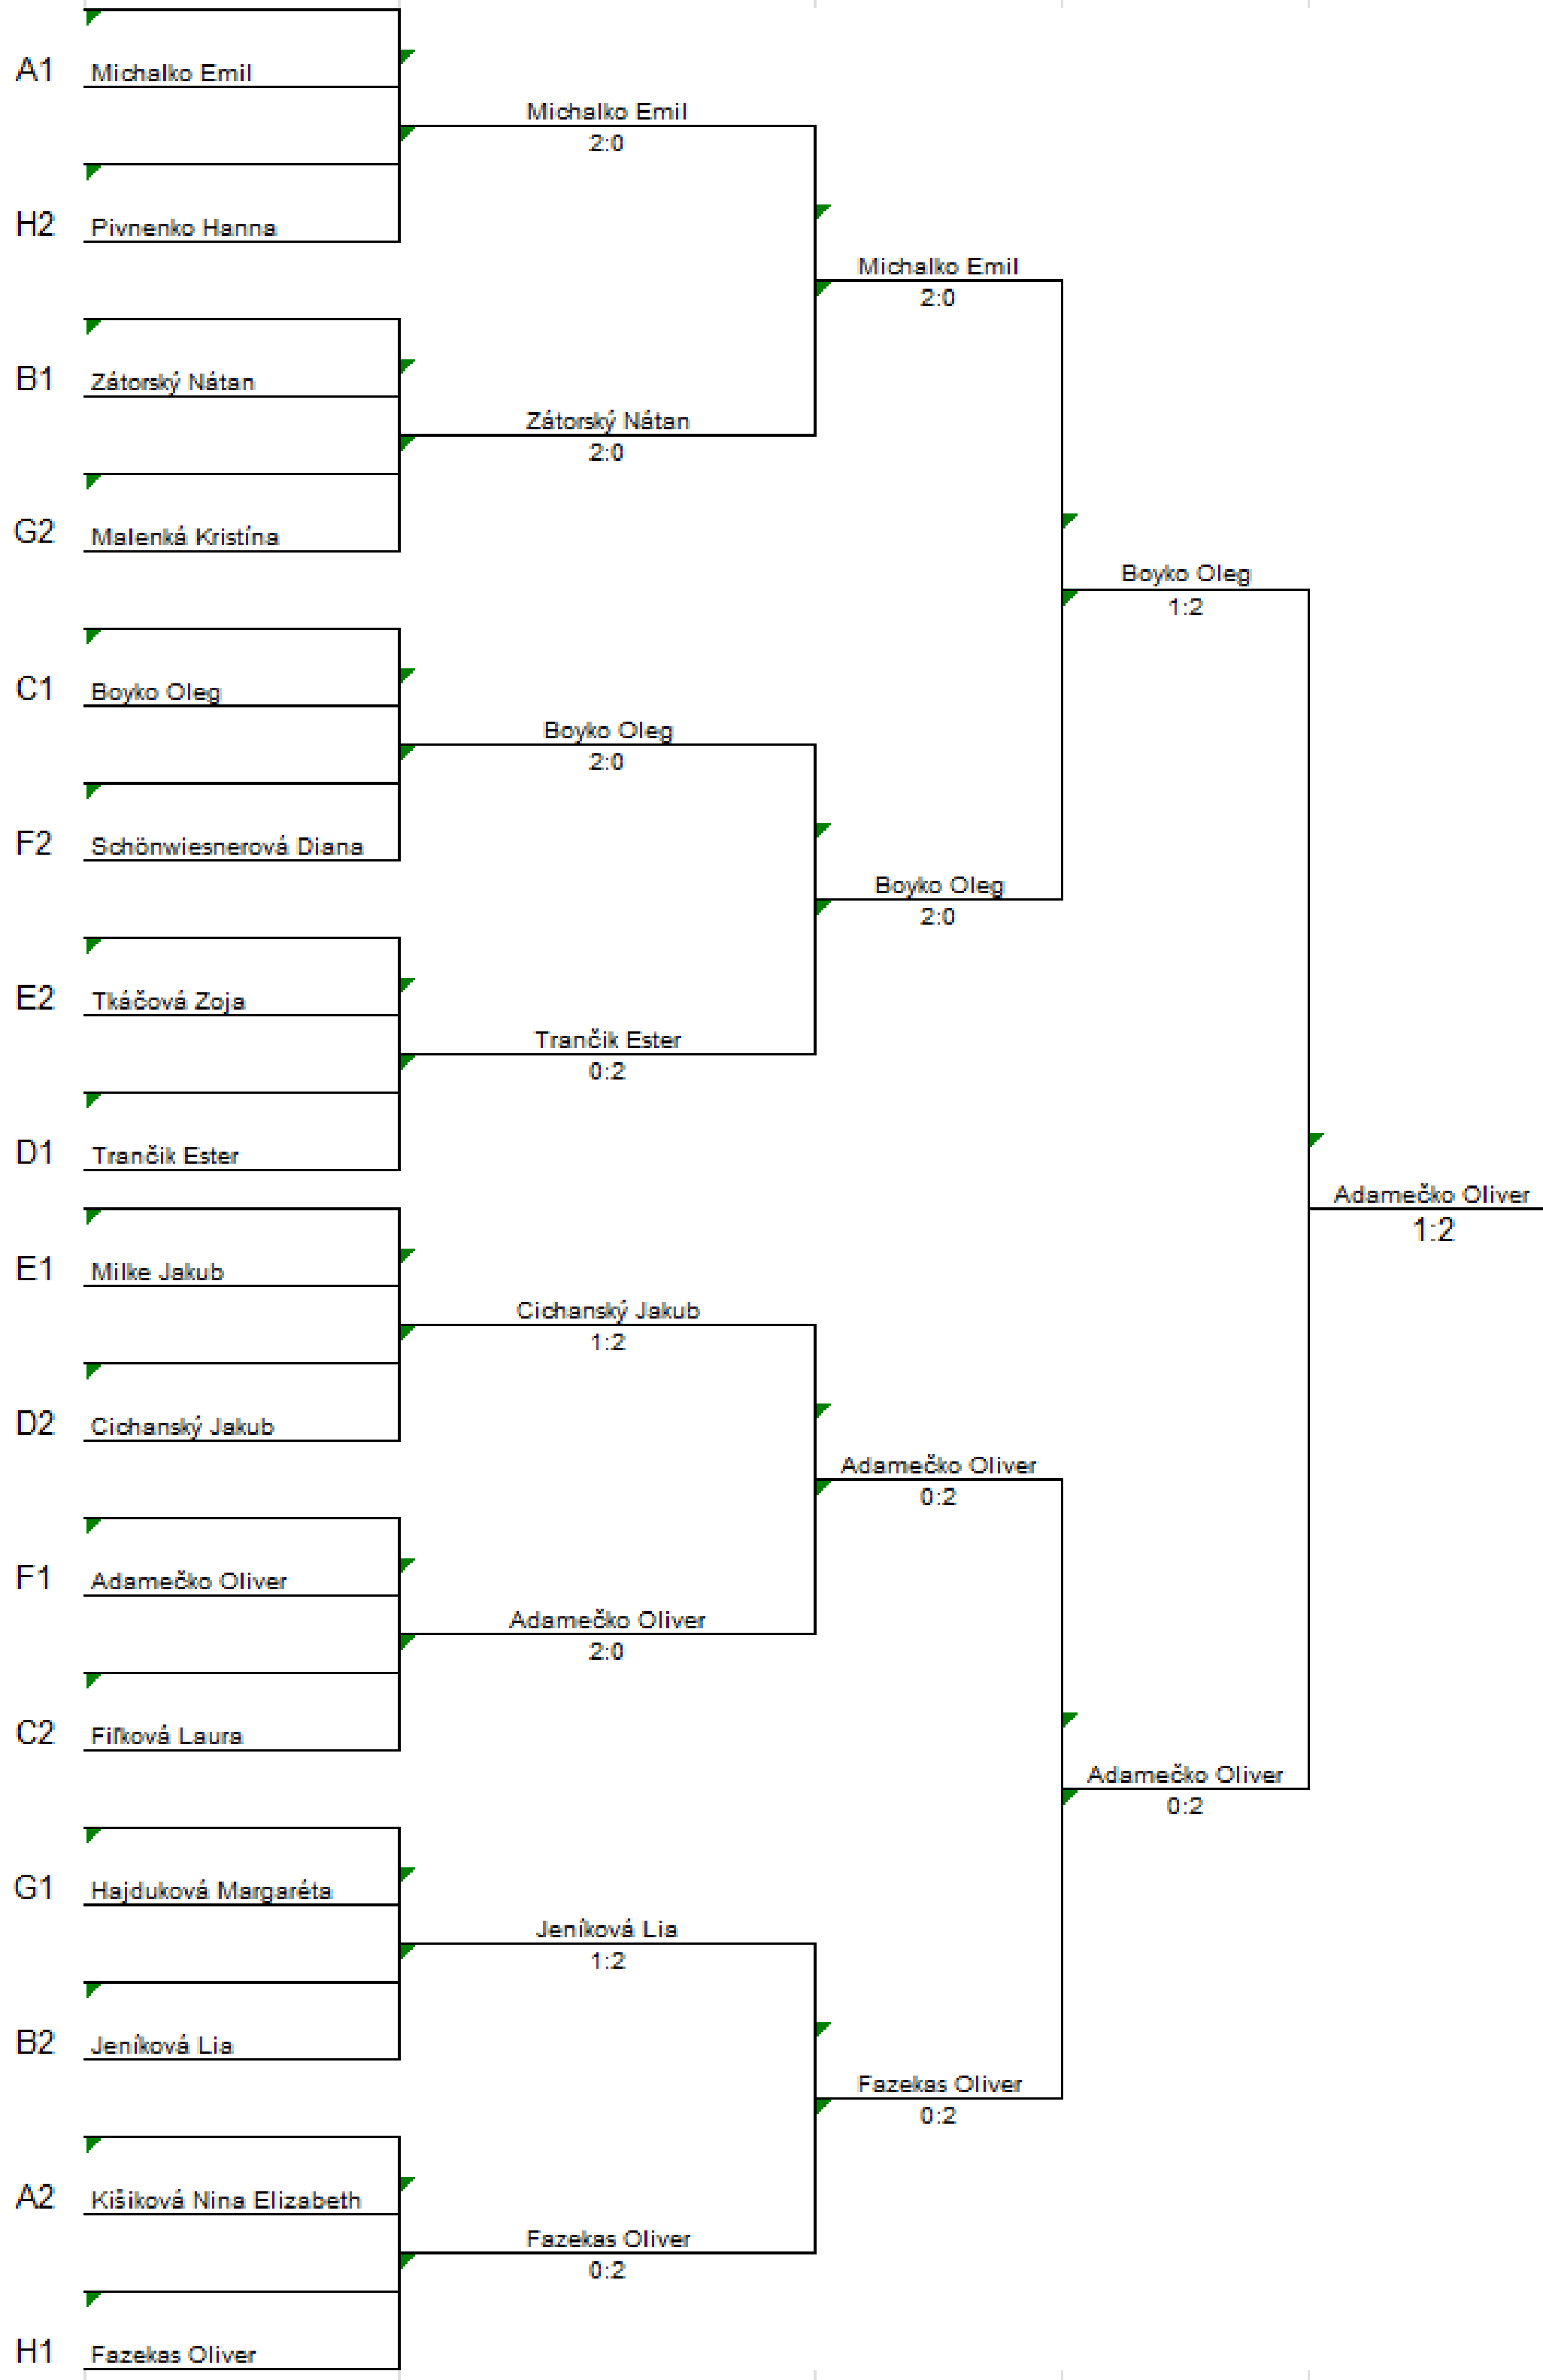 A1 Michalko Emil
Michalko Emil
2:0
H2 Pivnenko Hanna
Michalko Emil
2:0
B1 Zátorský Nátan
Zátorský Nátan
2:0
G2 Malenká Kristína
Boyko Oleg
1:2
C1 Boyko Oleg
Boyko Oleg
2:0
F2 Schönwiesnerová Diana
Boyko Oleg
2:0
E2 Tkáčová Zoja
Trančik Ester
0:2
D1 Trančik Ester
Adamečko Oliver
1:2
E1 Milke Jakub
Cichanský Jakub
1:2
D2 Cichanský Jakub
Adamečko Oliver
0:2
F1 Adamečko Oliver
Adamečko Oliver
2:0
C2 Fiľková Laura
Adamečko Oliver
0:2
G1 Hajduková Margaréta
Jeníková Lia
1:2
B2 Jeníková Lia
Fazekas Oliver
0:2
A2 Kišiková Nina Elizabeth
Fazekas Oliver
0:2
H1 Fazekas Oliver